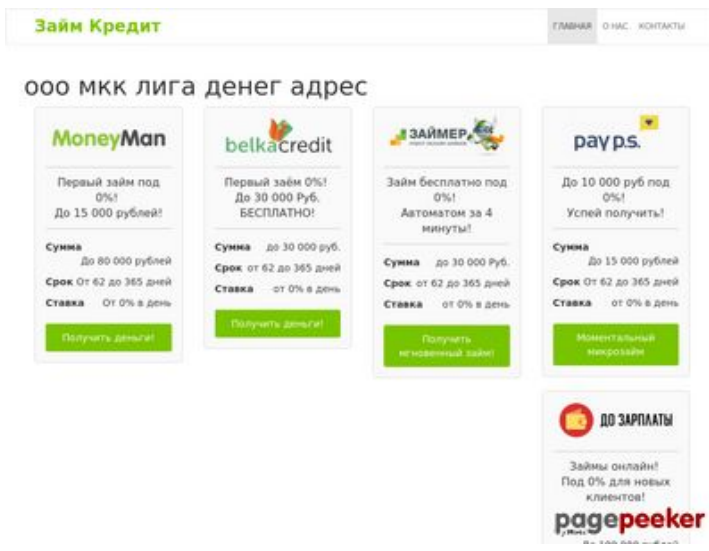 Займ Кредит
ГЛАВНАЯ О НАС КОНТАКТЫ
ооо мкк лига денег адрес
MoneyMan
Первый займ под
0%!
До 15 000 рублей!
Сумма
До 80 000 рублей
Срок От 62 до 365 дней
Ставка От 0% в день
Получить деньги!
belkacredit
Первый заём 0%!
До 30 000 Руб.
БЕСПЛАТНО!
Сумма до 30 000 руб.
Срок от 62 до 365 дней
Ставка от 0% в день
Получить деньги!
ЗАЙМЕР
Займ бесплатно под
0%!
Автоматом за 4
минуты!
Сумма до 30 000 Руб.
Срок от 62 до 365 дней
Ставка от 0% в день
Получить
мгновенный займ!
pay p.s.
До 10 000 руб под
0%!
Успей получить!
Сумма
До 15 000 рублей
Срок От 62 до 365 дней
Ставка от 0% в день
Моментальный
микрозайм
ДО ЗАРПЛАТЫ
Займы онлайн!
Под 0% для новых
клиентов!
pagepeeker
До 100 000 рублей